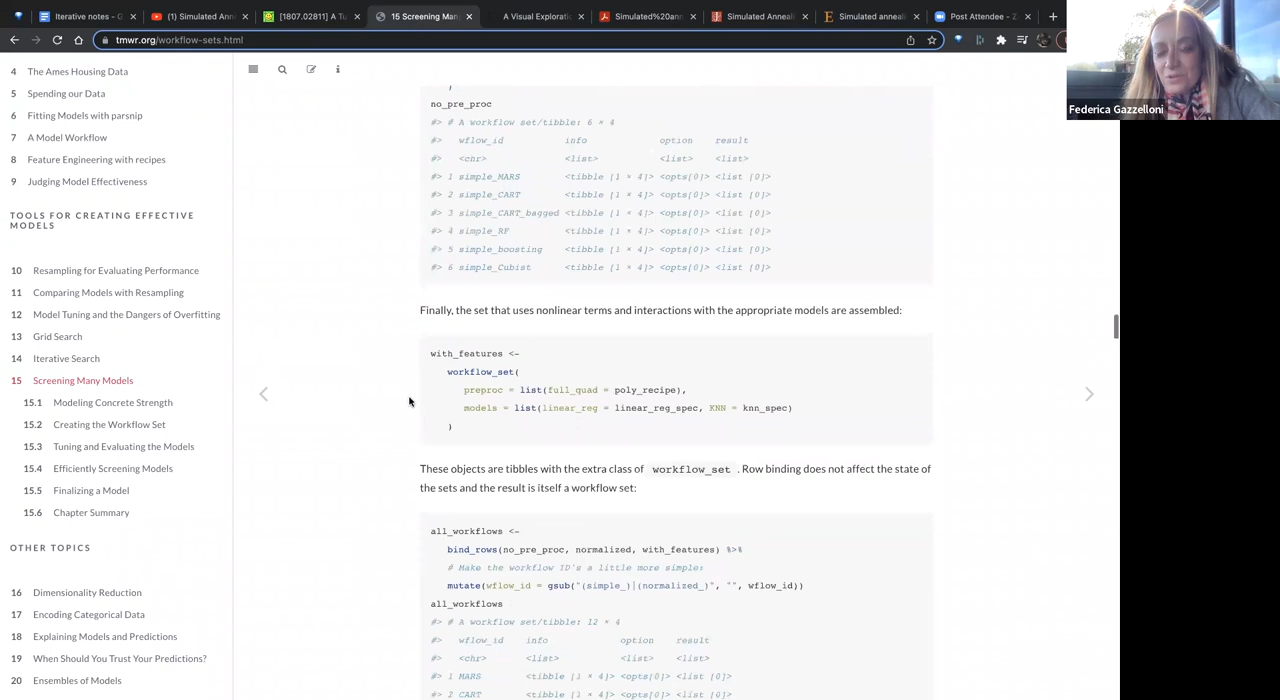 Iterative notes - G
(1) Simulated Ann
[1807.02811] A Tu
15 Screening Man
A Visual Exploratio
Simulated%20ann
Simulated Anneali
Simulated anneali
Post Attendee - Z
tmwr.org/workflow-sets.html
Federica Gazzelloni
4 The Ames Housing Data
5 Spending our Data
6 Fitting Models with parsnip
7 A Model Workflow
8 Feature Engineering with recipes
9 Judging Model Effectiveness
TOOLS FOR CREATING EFFECTIVE
MODELS
10 Resampling for Evaluating Performance
11 Comparing Models with Resampling
12 Model Tuning and the Dangers of Overfitting
13 Grid Search
14 Iterative Search
15 Screening Many Models
15.1 Modeling Concrete Strength
15.2 Creating the Workflow Set
15.3 Tuning and Evaluating the Models
15.4 Efficiently Screening Models
15.5 Finalizing a Model
15.6 Chapter Summary
OTHER TOPICS
16 Dimensionality Reduction
17 Encoding Categorical Data
18 Explaining Models and Predictions
19 When Should You Trust Your Predictions?
20 Ensembles of Models
)
no_pre_proc
#> # A workflow set/tibble: 6 × 4
#> wflow_id info option result
#> <chr> <list> <list> <list>
#> 1 simple_MARS <tibble [1 × 4]> <opts[0]> <list [0]>
#> 2 simple_CART <tibble [1 × 4]> <opts[0]> <list [0]>
#> 3 simple_CART_bagged <tibble [1 × 4]> <opts[0]> <list [0]>
#> 4 simple_RF <tibble [1 × 4]> <opts[0]> <list [0]>
#> 5 simple_boosting <tibble [1 × 4]> <opts[0]> <list [0]>
#> 6 simple_Cubist <tibble [1 × 4]> <opts[0]> <list [0]>
Finally, the set that uses nonlinear terms and interactions with the appropriate models are assembled:
with_features <-
workflow_set(
preproc = list(full_quad = poly_recipe),
models = list(linear_reg = linear_reg_spec, KNN = knn_spec)
)
These objects are tibbles with the extra class of workflow_set . Row binding does not affect the state of
the sets and the result is itself a workflow set:
all_workflows <-
bind_rows(no_pre_proc, normalized, with_features) %>%
# Make the workflow ID's a little more simple:
mutate(wflow_id = gsub("(simple_)|(normalized_)", "", wflow_id))
all_workflows
#> # A workflow set/tibble: 12 × 4
#> wflow_id info option result
#> <chr> <list> <list> <list>
#> 1 MARS <tibble [1 × 4]> <opts[0]> <list [0]>
#> 2 CART <tibble [1 × 4]> <opts[0]> <list [0]>